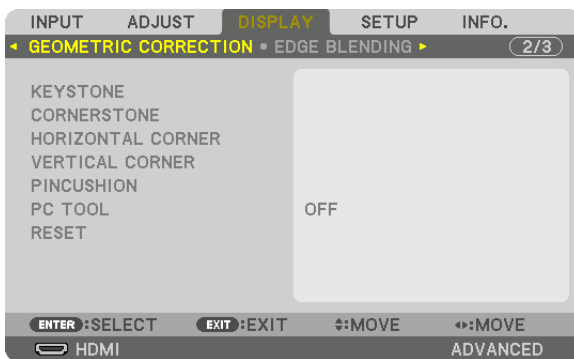 INPUT ADJUST DISPLAY SETUP INFO.
GEOMETRIC CORRECTION • EDGE BLENDING 2/3
KEYSTONE
CORNERSTONE
HORIZONTAL CORNER
VERTICAL CORNER
PINCUSHION
PC TOOL OFF
RESET
ENTER :SELECT EXIT :EXIT :MOVE :MOVE
HDMI ADVANCED